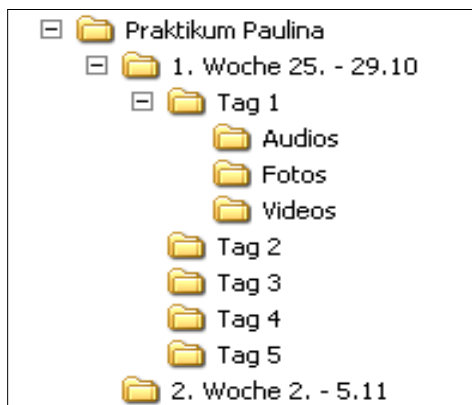 Praktikum Paulina
1. Woche 25. - 29.10
Tag 1
Audios
Fotos
Videos
Tag 2
Tag 3
Tag 4
Tag 5
2. Woche 2. - 5.11